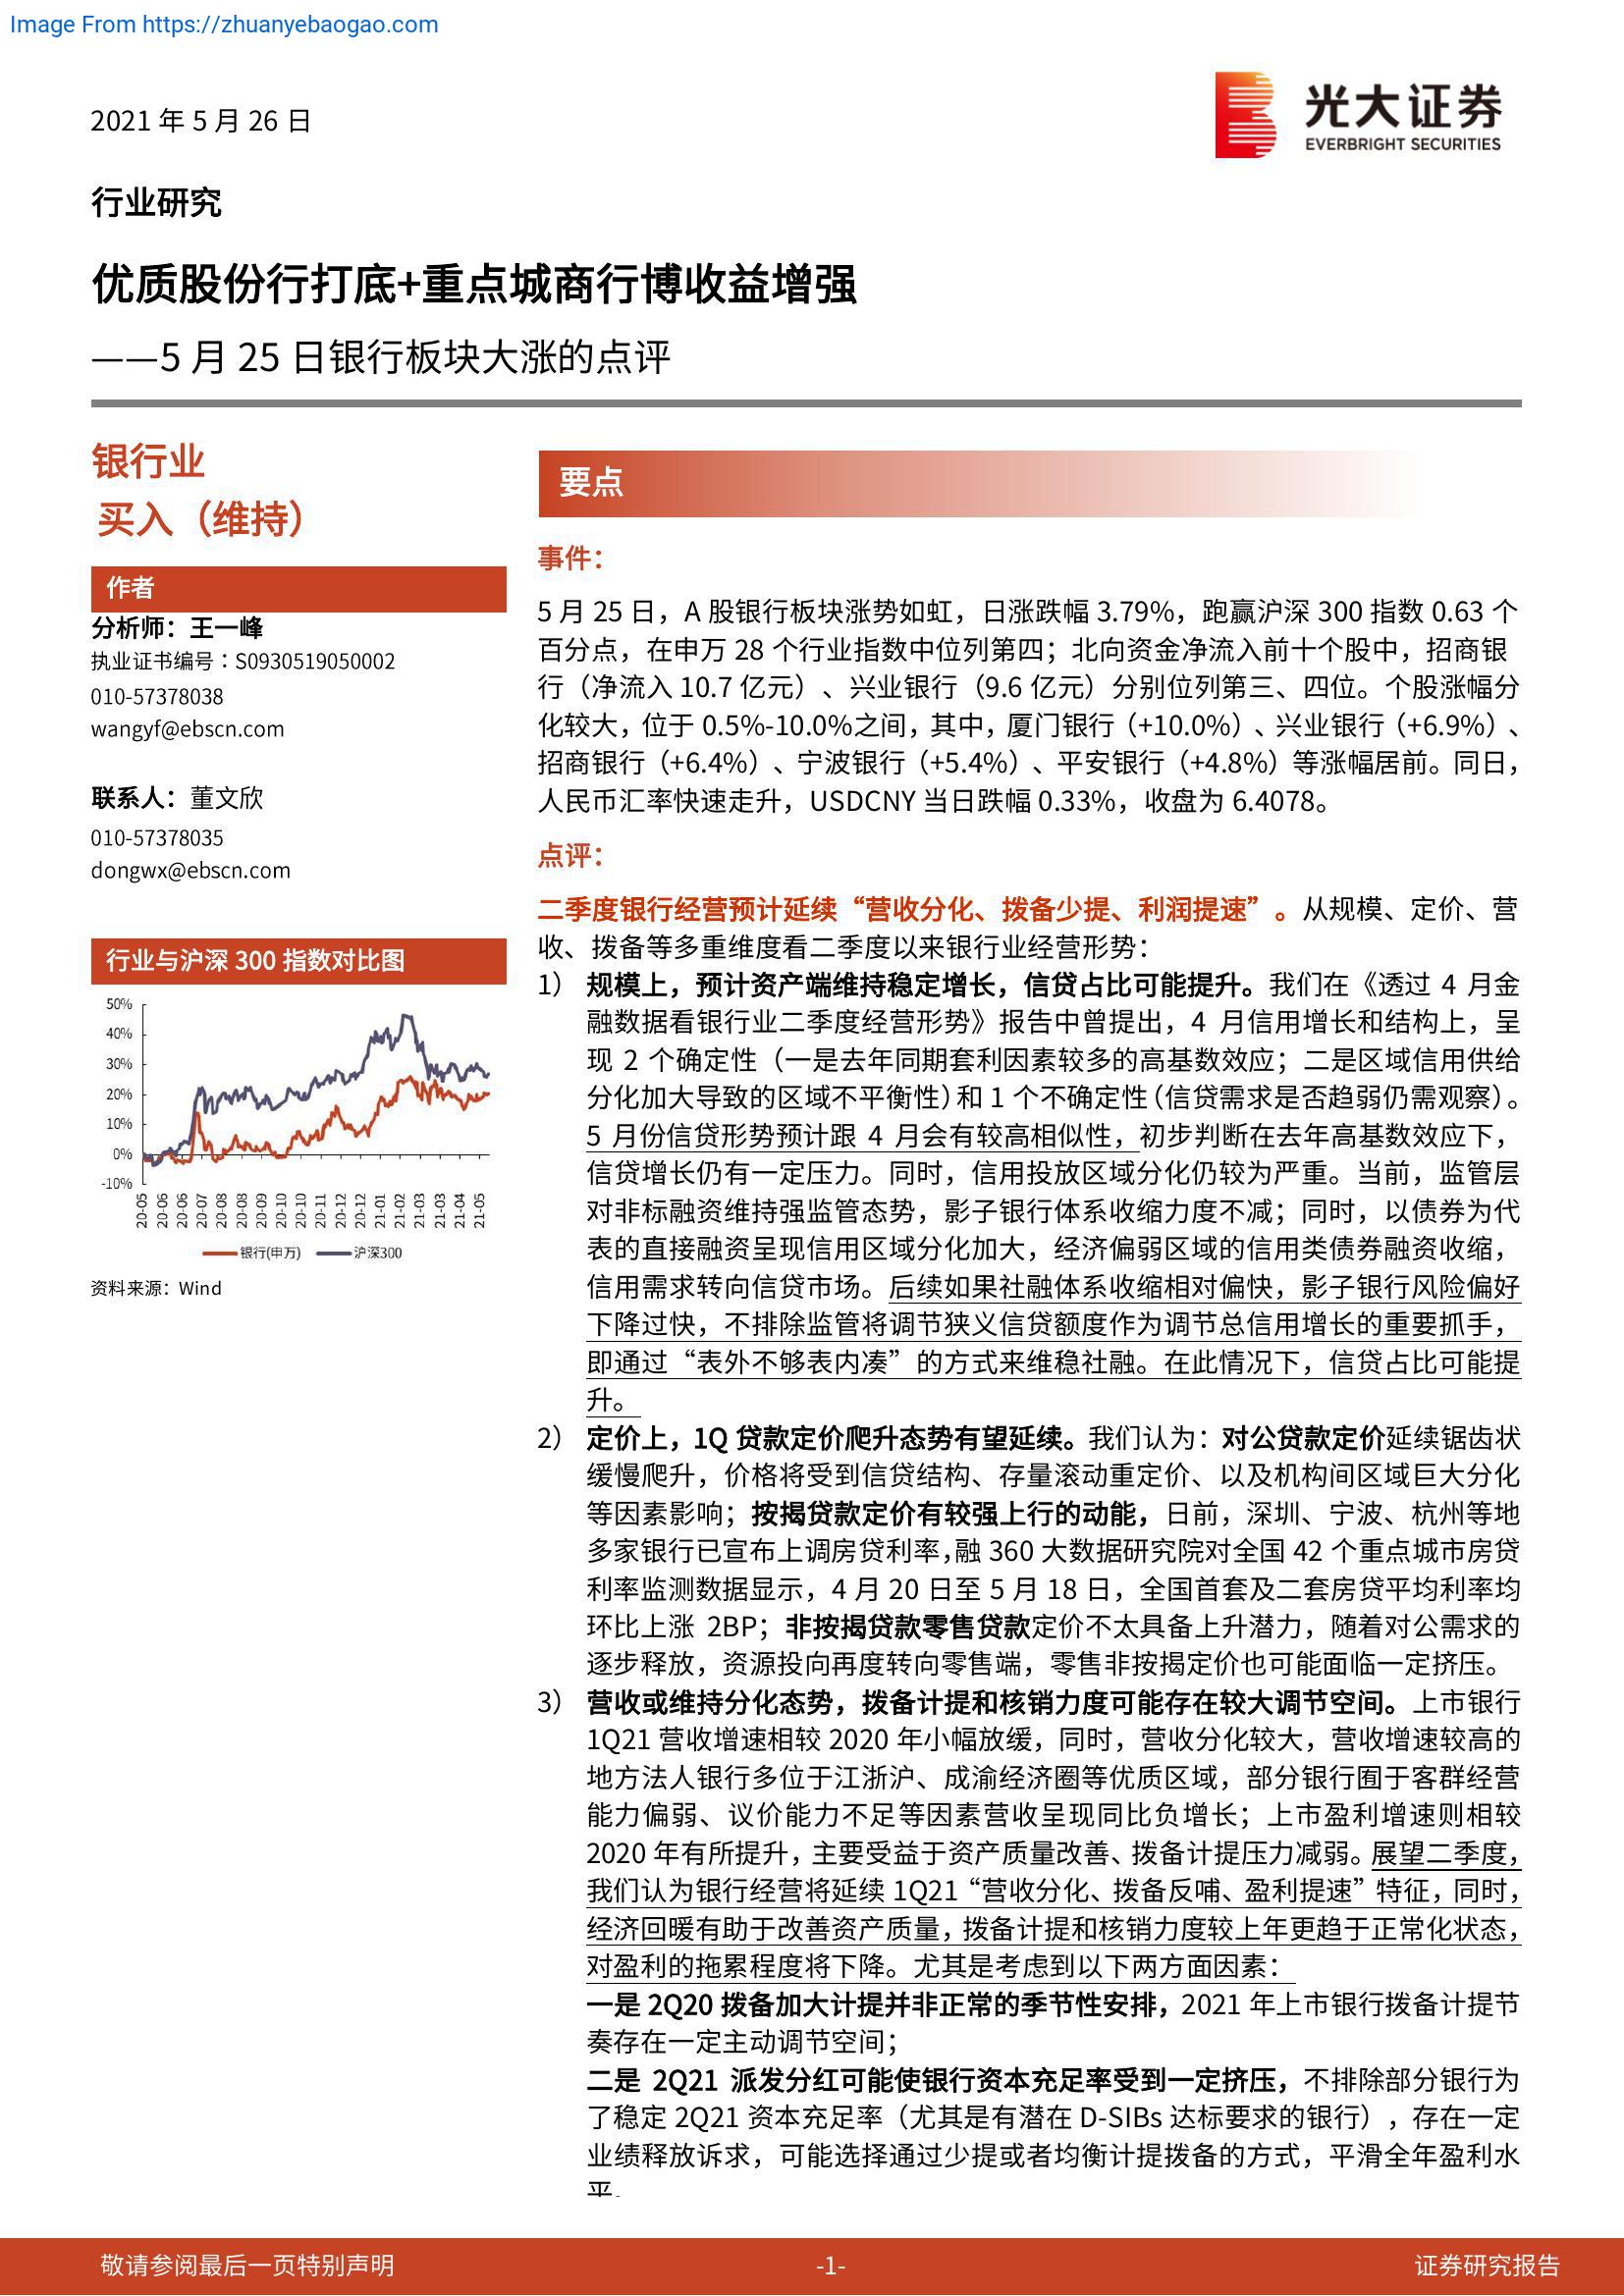 Image From https://zhuanyebaogao.com
2021 年 5 月 26 日
光大证券
EVERBRIGHT SECURITIES
行业研究
优质股份行打底+重点城商行博收益增强
——5 月 25 日银行板块大涨的点评
银行业
买入（维持）
作者
分析师：王一峰
执业证书编号：S0930519050002
010-57378038
wangyf@ebscn.com
联系人：董文欣
010-57378035
dongwx@ebscn.com
行业与沪深 300 指数对比图
50%
40%
30%
20%
10%
0%
-10%
20-05
20-06
20-06
20-07
20-08
20-08
20-09
20-10
20-10
20-11
20-12
20-12
21-01
21-02
21-03
21-03
21-04
21-05
银行(申万)
沪深300
资料来源：Wind
要点
事件：
5 月 25 日，A 股银行板块涨势如虹，日涨跌幅 3.79%，跑赢沪深 300 指数 0.63 个
百分点，在申万 28 个行业指数中位列第四；北向资金净流入前十个股中，招商银
行（净流入 10.7 亿元）、兴业银行（9.6 亿元）分别位列第三、四位。个股涨幅分
化较大，位于 0.5%-10.0%之间，其中，厦门银行（+10.0%）、兴业银行（+6.9%）、
招商银行（+6.4%）、宁波银行（+5.4%）、平安银行（+4.8%）等涨幅居前。同日，
人民币汇率快速走升，USDCNY 当日跌幅 0.33%，收盘为 6.4078。
点评：
二季度银行经营预计延续“营收分化、拨备少提、利润提速”。从规模、定价、营
收、拨备等多重维度看二季度以来银行业经营形势：
1） 规模上，预计资产端维持稳定增长，信贷占比可能提升。我们在《透过 4 月金
融数据看银行业二季度经营形势》报告中曾提出，4 月信用增长和结构上，呈
现 2 个确定性（一是去年同期套利因素较多的高基数效应；二是区域信用供给
分化加大导致的区域不平衡性）和 1 个不确定性（信贷需求是否趋弱仍需观察）。
5 月份信贷形势预计跟 4 月会有较高相似性，初步判断在去年高基数效应下，
信贷增长仍有一定压力。同时，信用投放区域分化仍较为严重。当前，监管层
对非标融资维持强监管态势，影子银行体系收缩力度不减；同时，以债券为代
表的直接融资呈现信用区域分化加大，经济偏弱区域的信用类债券融资收缩，
信用需求转向信贷市场。后续如果社融体系收缩相对偏快，影子银行风险偏好
下降过快，不排除监管将调节狭义信贷额度作为调节总信用增长的重要抓手，
即通过“表外不够表内凑”的方式来维稳社融。在此情况下，信贷占比可能提
升。
2） 定价上，1Q 贷款定价爬升态势有望延续。我们认为：对公贷款定价延续锯齿状
缓慢爬升，价格将受到信贷结构、存量滚动重定价、以及机构间区域巨大分化
等因素影响；按揭贷款定价有较强上行的动能，日前，深圳、宁波、杭州等地
多家银行已宣布上调房贷利率，融 360 大数据研究院对全国 42 个重点城市房贷
利率监测数据显示，4 月 20 日至 5 月 18 日，全国首套及二套房贷平均利率均
环比上涨 2BP；非按揭贷款零售贷款定价不太具备上升潜力，随着对公需求的
逐步释放，资源投向再度转向零售端，零售非按揭定价也可能面临一定挤压。
3） 营收或维持分化态势，拨备计提和核销力度可能存在较大调节空间。上市银行
1Q21 营收增速相较 2020 年小幅放缓，同时，营收分化较大，营收增速较高的
地方法人银行多位于江浙沪、成渝经济圈等优质区域，部分银行囿于客群经营
能力偏弱、议价能力不足等因素营收呈现同比负增长；上市盈利增速则相较
2020 年有所提升，主要受益于资产质量改善、拨备计提压力减弱。展望二季度，
我们认为银行经营将延续 1Q21“营收分化、拨备反哺、盈利提速”特征，同时，
经济回暖有助于改善资产质量，拨备计提和核销力度较上年更趋于正常化状态，
对盈利的拖累程度将下降。尤其是考虑到以下两方面因素：
一是 2Q20 拨备加大计提并非正常的季节性安排，2021 年上市银行拨备计提节
奏存在一定主动调节空间；
二是 2Q21 派发分红可能使银行资本充足率受到一定挤压，不排除部分银行为
了稳定 2Q21 资本充足率（尤其是有潜在 D-SIBs 达标要求的银行），存在一定
业绩释放诉求，可能选择通过少提或者均衡计提拨备的方式，平滑全年盈利水
平。
敬请参阅最后一页特别声明
-1-
证券研究报告